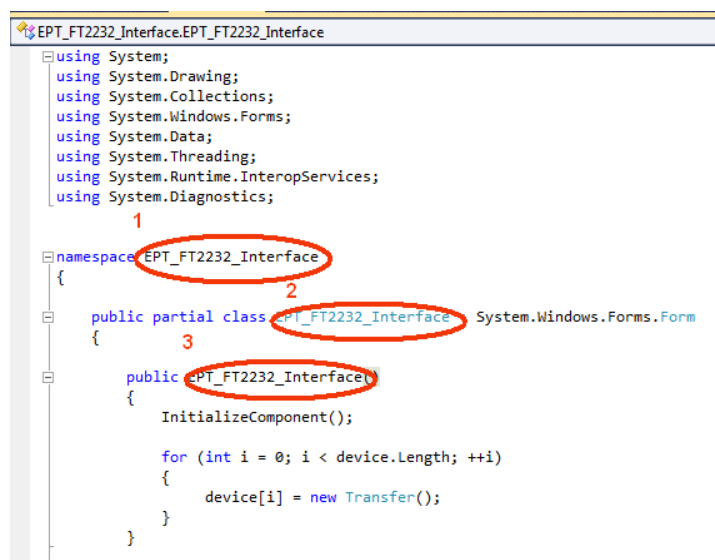 EPT_FT2232_Interface.EPT_FT2232_Interface
using System;
using System.Drawing;
using System.Collections;
using System.Windows.Forms;
using System.Data;
using System.Threading;
using System.Runtime.InteropServices;
using System.Diagnostics;
1
namespace EPT_FT2232_Interface
{
2
public partial class EPT_FT2232_Interface System.Windows.Forms.Form
{
3
public EPT_FT2232_Interface()
{
InitializeComponent();
for (int i = 0; i < device.Length; ++i)
{
device[i] = new Transfer();
}
}